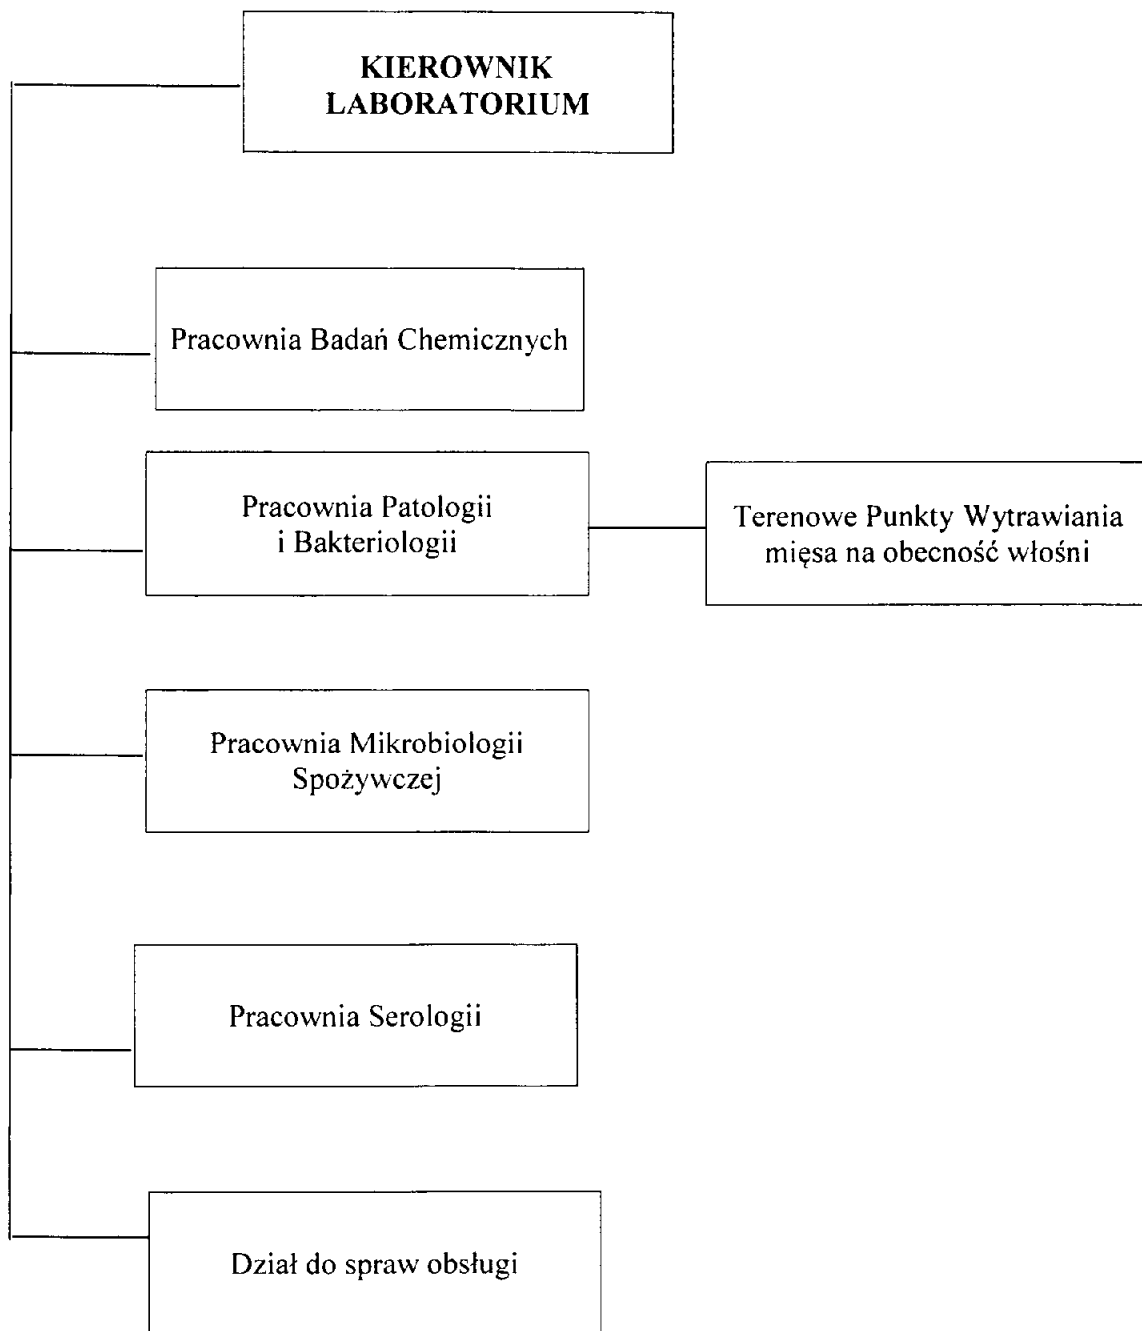 KIEROWNIK
LABORATORIUM
Pracownia Badań Chemicznych
Pracownia Patologii
i Bakteriologii
Terenowe Punkty Wytrawiania
mięsa na obecność włośni
Pracownia Mikrobiologii
Spożywczej
Pracownia Serologii
Dział do spraw obsługi